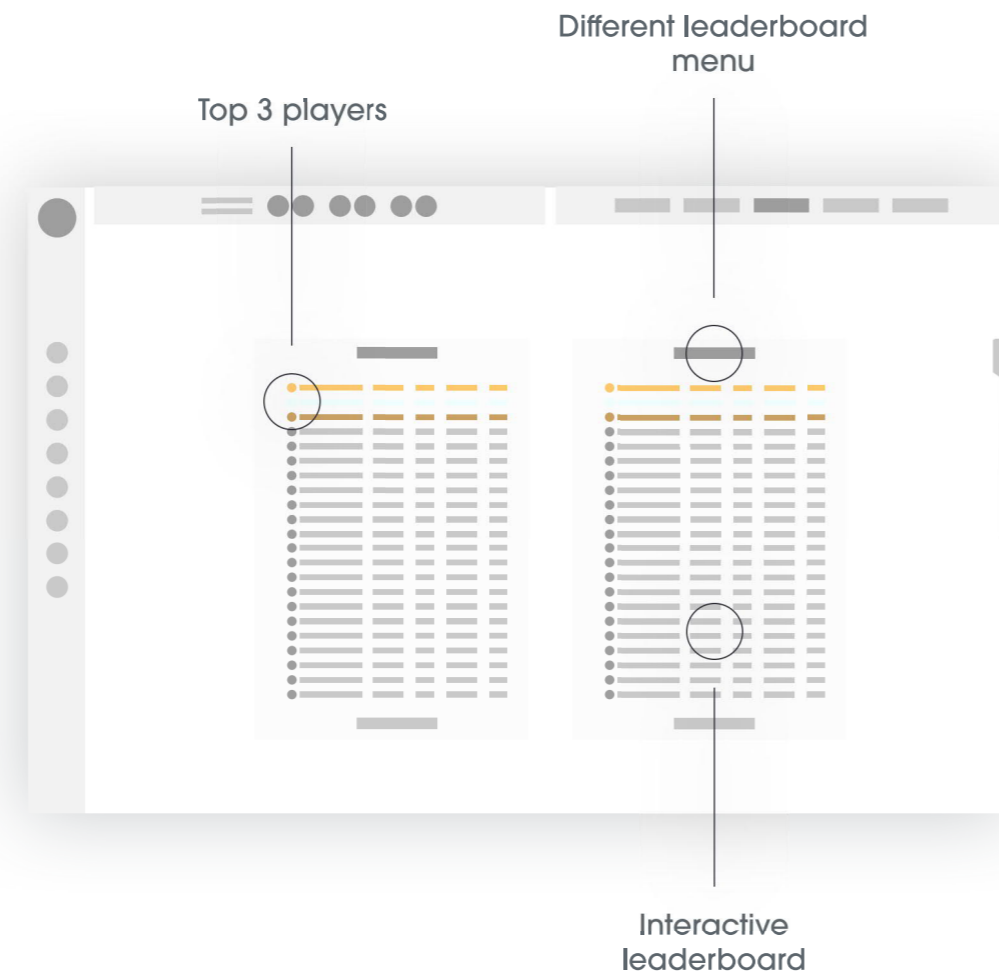 Different leaderboard
menu
Top 3 players
Interactive
leaderboard